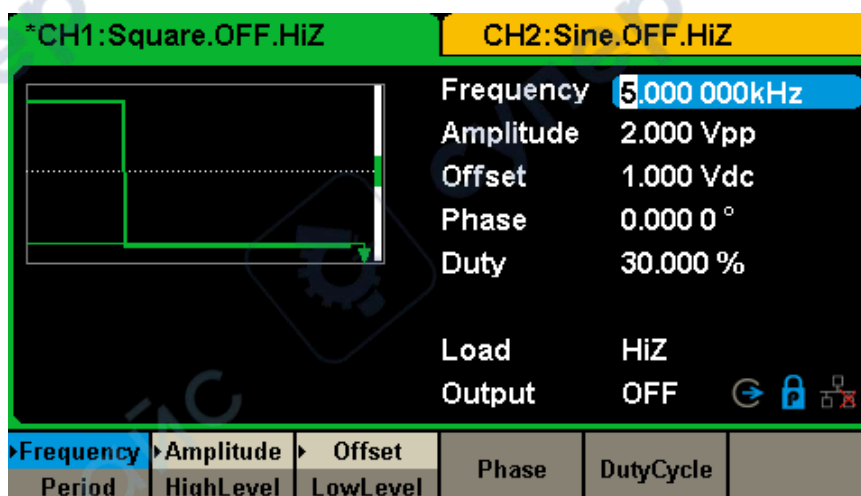 *CH1:Square.OFF.HiZ
CH2:Sine.OFF.HiZ
Frequency 5.000 000kHz
Amplitude 2.000 Vpp
Offset 1.000 Vdc
Phase 0.000 0°
Duty 30.000 %
Load HiZ
Output OFF
P
Frequency
Period
Amplitude
HighLevel
Offset
LowLevel
Phase
DutyCycle
супер
айс